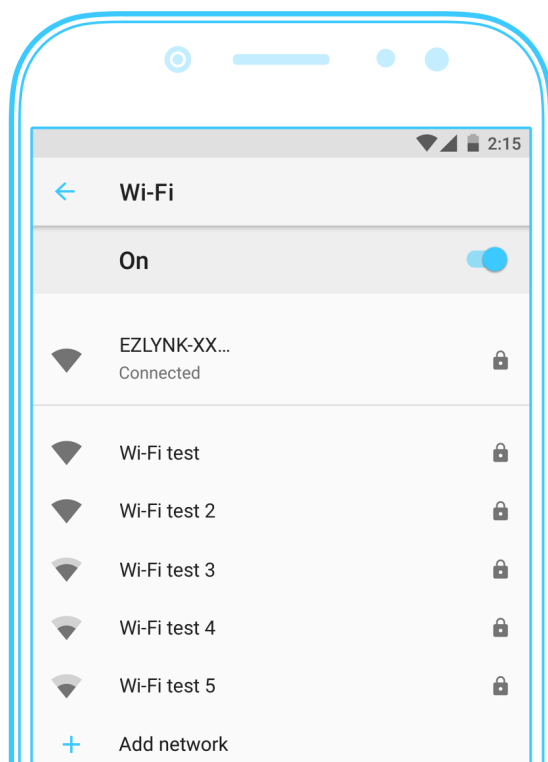 2:15
Wi-Fi
On
EZLYNK-XX...
Connected
Wi-Fi test
Wi-Fi test 2
Wi-Fi test 3
Wi-Fi test 4
Wi-Fi test 5
Add network